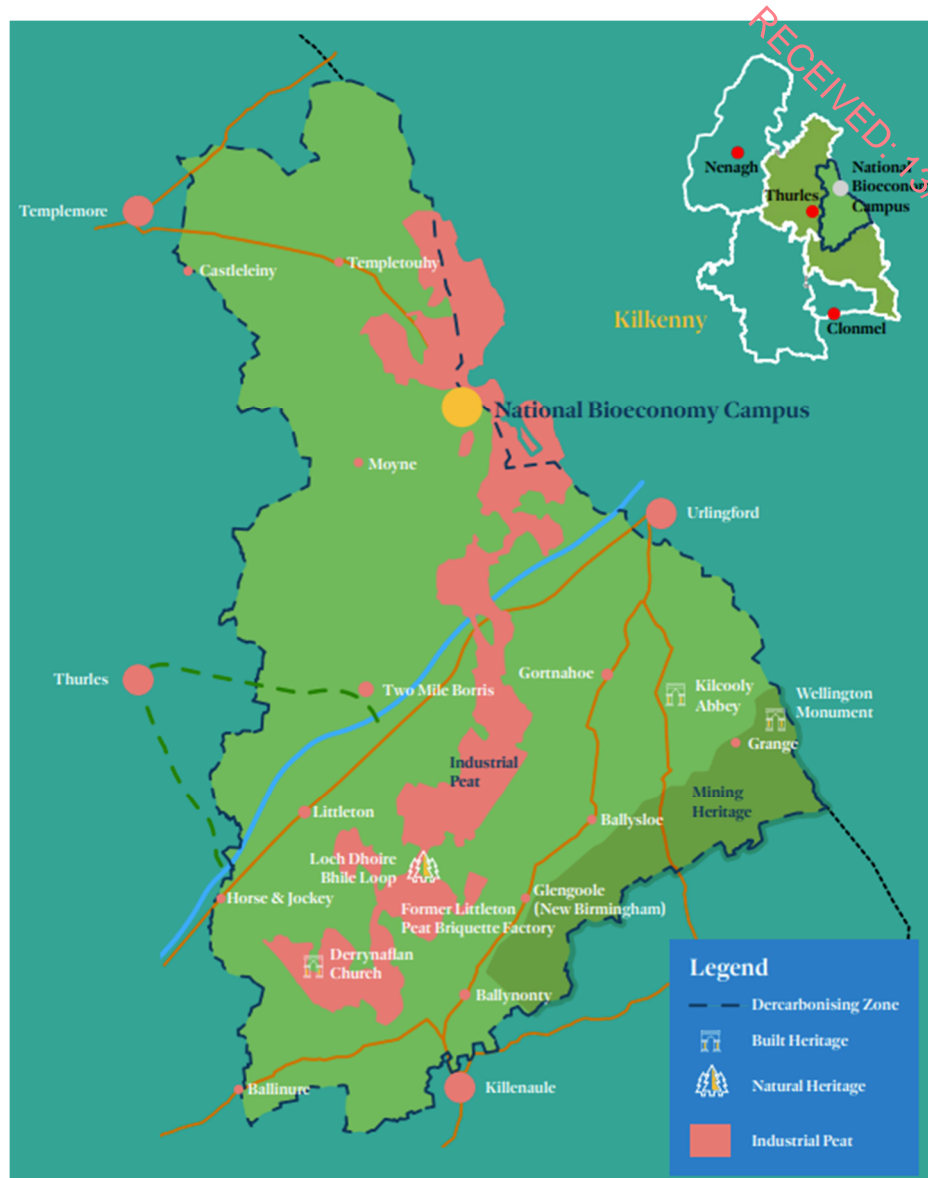 RECEIVED: 13
Nenagh
National
Bioeconomy
Campus
Thurles
Clonmel
Templemore
Castleleiny
Templetouhy
Kilkenny
National Bioeconomy Campus
Moyne
Urlingford
Thurles
Two Mile Borris
Gortnahoe
Kilcooly
Abbey
Wellington
Monument
Grange
Industrial
Peat
Mining
Heritage
Littleton
Ballysloe
Loch Dhoire
Bhile Loop
Horse & Jockey
Former Littleton
Peat Briquette Factory
Glengoole
(New Birmingham)
Derrynaflan
Church
Ballynonty
Ballinure
Killenaule
Legend
Dercarbonising Zone
Built Heritage
Natural Heritage
Industrial Peat